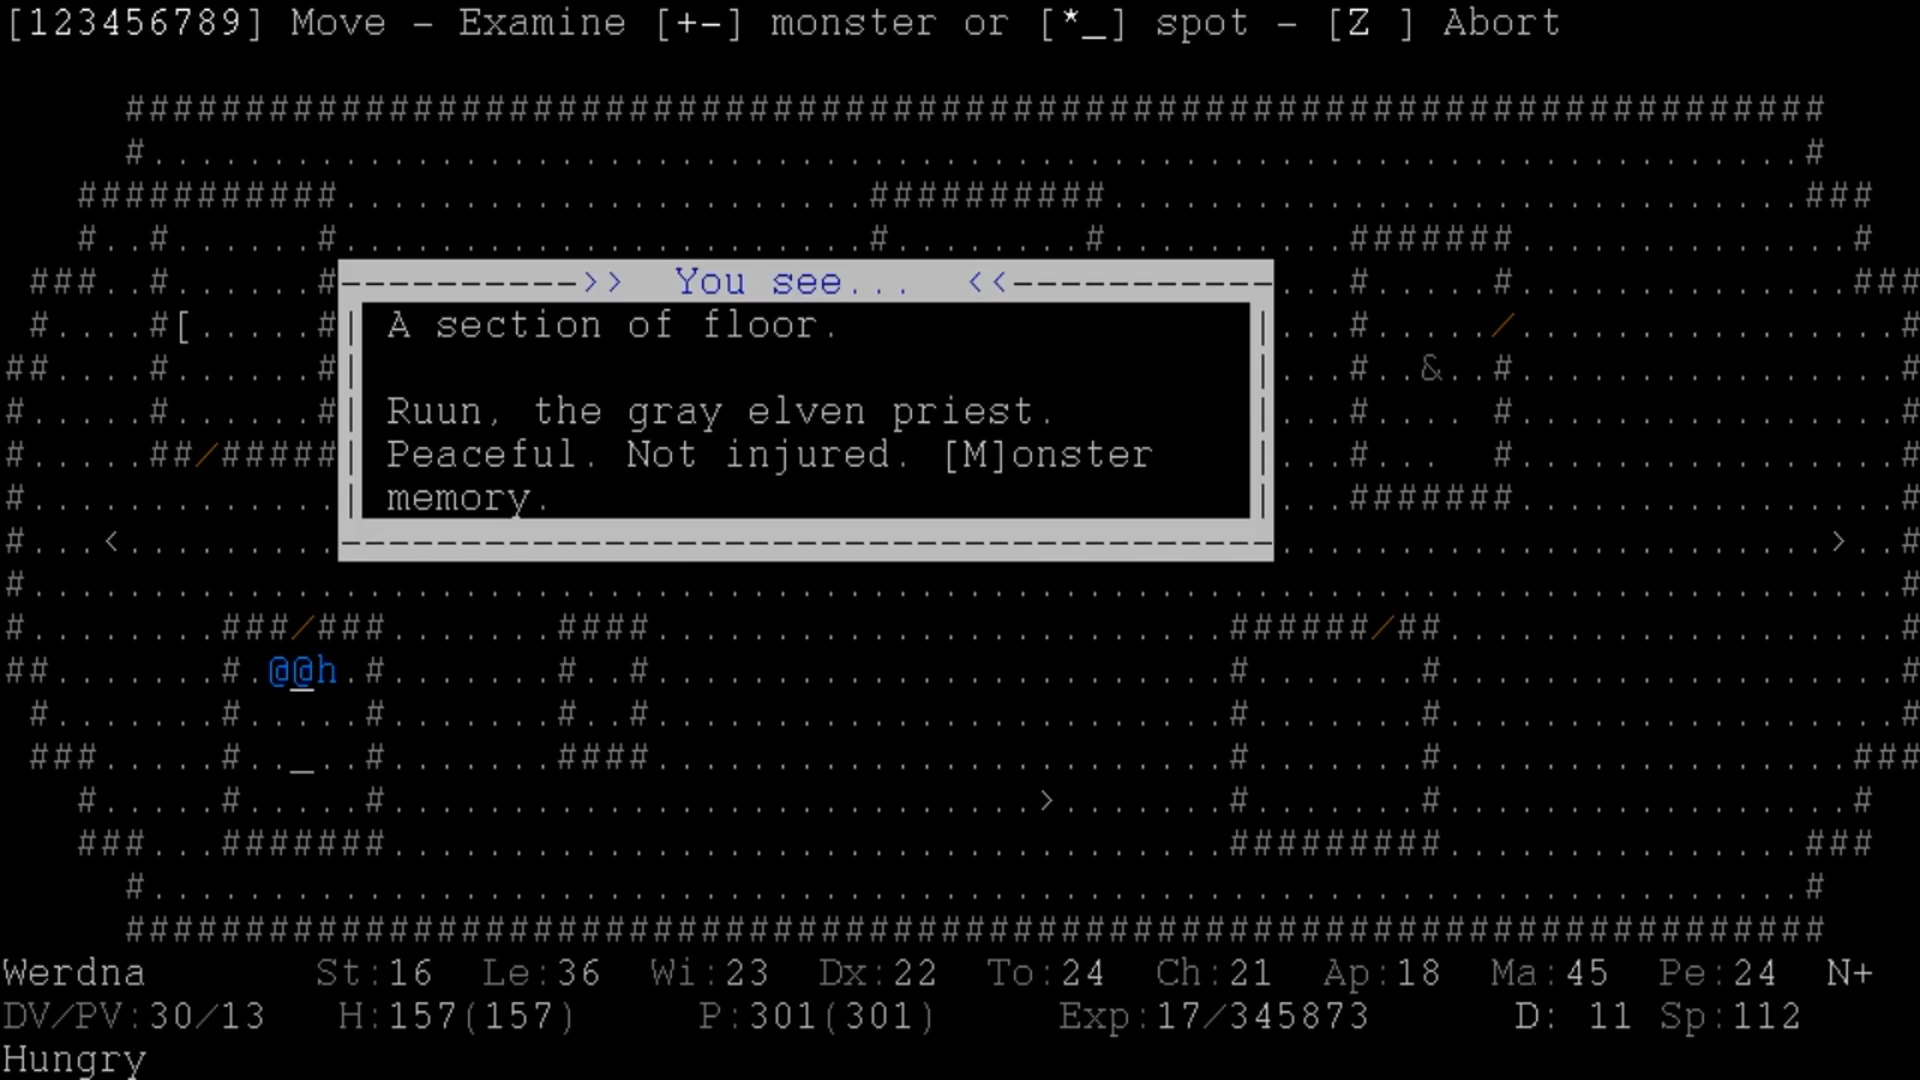 [123456789] Move - Examine [+-] monster or [*_] spot - [Z ] Abort
---------->>  You see...  <<-----------
A section of floor.
Ruun, the gray elven priest.
Peaceful. Not injured. [M]onster
memory.
Werdna St:16 Le:36 Wi:23 Dx:22 To:24 Ch:21 Ap:18 Ma:45 Pe:24 N+
DV/PV:30/13 H:157(157) P:301(301) Exp:17/345873 D: 11 Sp:112
Hungry